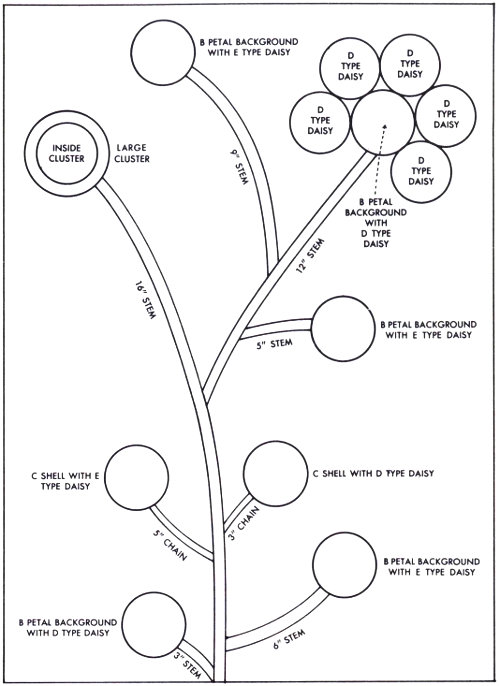 B PETAL BACKGROUND
WITH E TYPE DAISY
D
TYPE
DAISY
D
TYPE
DAISY
D
TYPE
DAISY
D
TYPE
DAISY
D
TYPE
DAISY
INSIDE
CLUSTER
LARGE
CLUSTER
9" STEM
B PETAL
BACKGROUND
WITH
D TYPE
DAISY
12" STEM
16" STEM
B PETAL BACKGROUND
WITH E TYPE DAISY
5" STEM
C SHELL WITH E
TYPE DAISY
C SHELL WITH D TYPE DAISY
5" CHAIN
3" CHAIN
B PETAL BACKGROUND
WITH E TYPE DAISY
B PETAL BACKGROUND
WITH D TYPE DAISY
6" STEM
3" STEM